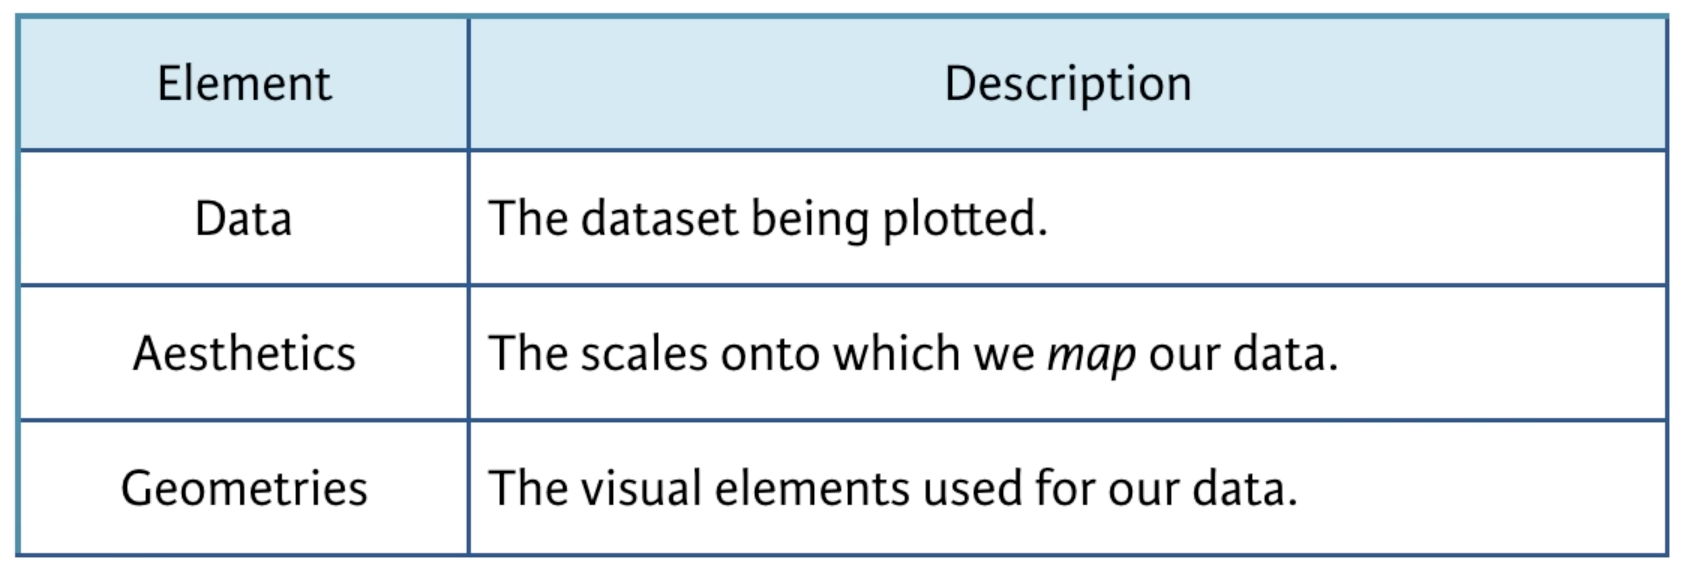 Element
Description
Data
The dataset being plotted.
Aesthetics
The scales onto which we map our data.
Geometries
The visual elements used for our data.